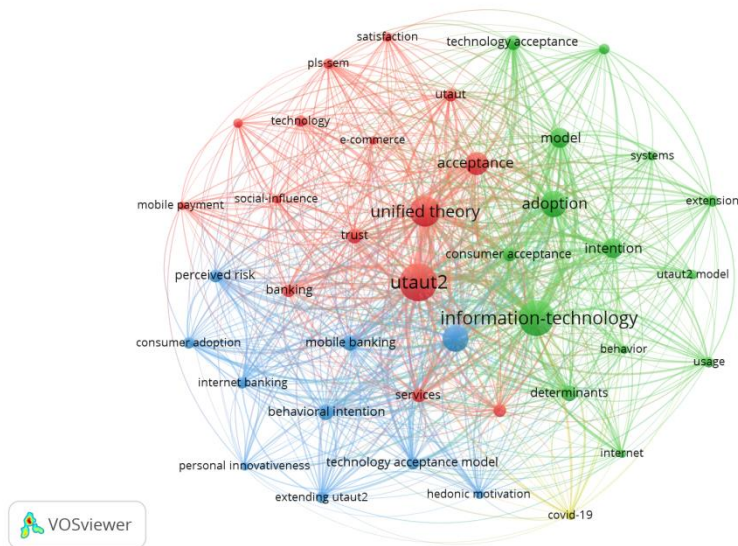 satisfaction
technology acceptance
pls-sem
utaut
technology
e-commerce
model
acceptance
systems
mobile payment
social-influence
unified theory
adoption
extension
trust
consumer acceptance
intention
perceived risk
banking
utaut2
utaut2 model
information-technology
consumer adoption
mobile banking
behavior
usage
internet banking
services
determinants
behavioral intention
internet
personal innovativeness
technology acceptance model
extending utaut2
hedonic motivation
covid-19
VOSviewer